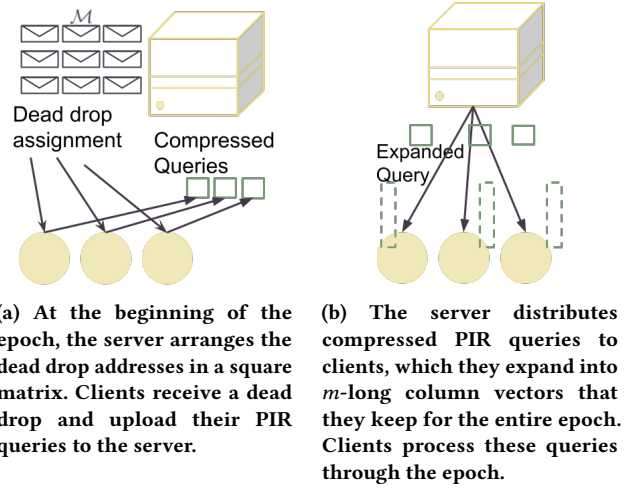 M
Dead drop
assignment
Compressed
Queries
Expanded
Query
(a) At the beginning of the
epoch, the server arranges the
dead drop addresses in a square
matrix. Clients receive a dead
drop and upload their PIR
queries to the server.
(b) The server distributes
compressed PIR queries to
clients, which they expand into
m-long column vectors that
they keep for the entire epoch.
Clients process these queries
through the epoch.